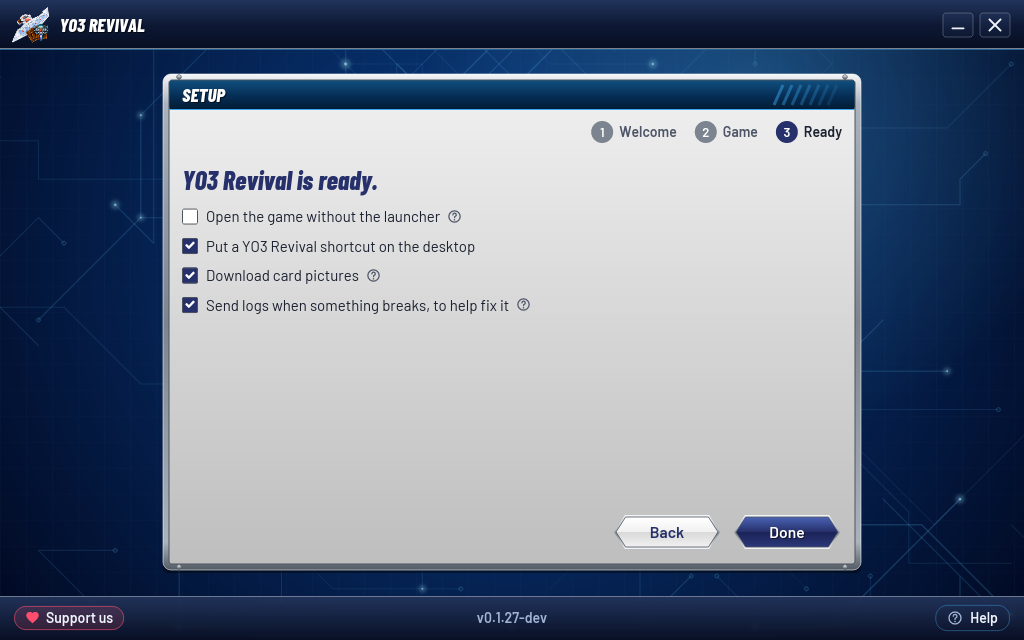 YO3 REVIVAL
SETUP
1 Welcome 2 Game 3 Ready
YO3 Revival is ready.
Open the game without the launcher ?
Put a YO3 Revival shortcut on the desktop
Download card pictures ?
Send logs when something breaks, to help fix it ?
Back Done
Support us v0.1.27-dev ? Help